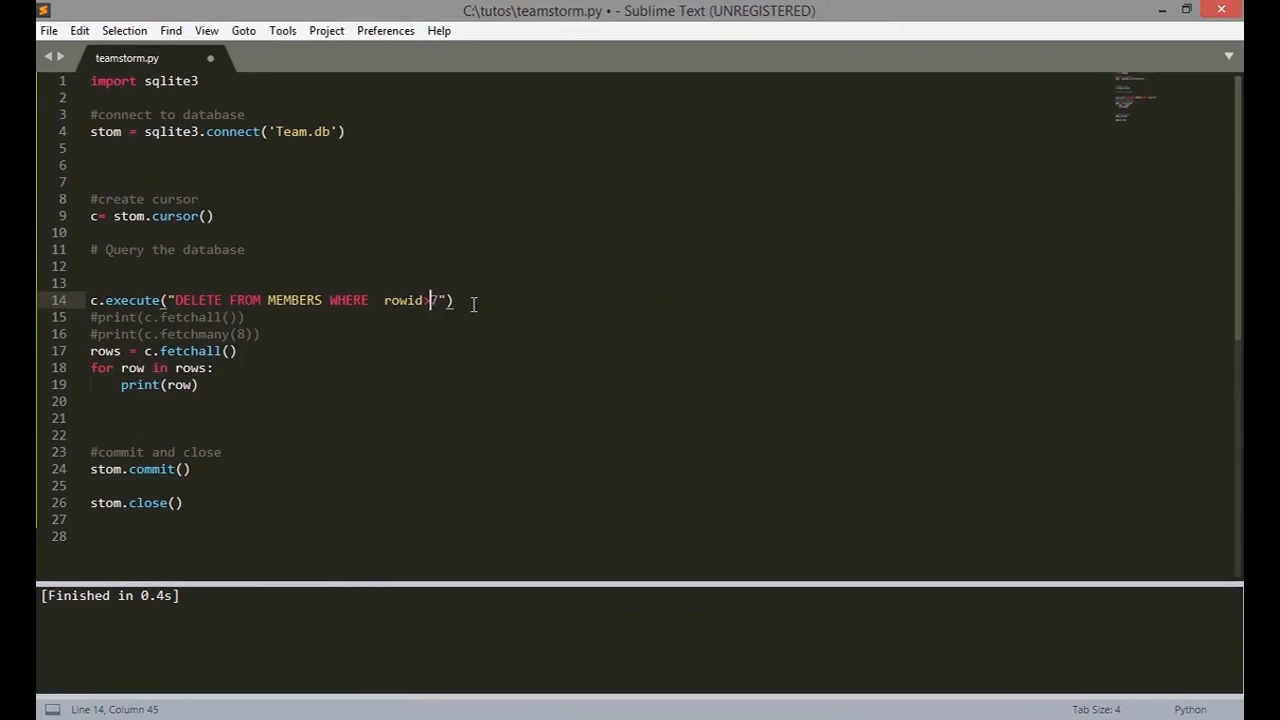 C:\tutos\teamstorm.py • - Sublime Text (UNREGISTERED)
File Edit Selection Find View Goto Tools Project Preferences Help
teamstorm.py
1 import sqlite3
2
3 #connect to database
4 stom = sqlite3.connect('Team.db')
5
6
7
8 #create cursor
9 c= stom.cursor()
10
11 # Query the database
12
13
14 c.execute("DELETE FROM MEMBERS WHERE  rowid>7")
15 #print(c.fetchall())
16 #print(c.fetchmany(8))
17 rows = c.fetchall()
18 for row in rows:
19     print(row)
20
21
22
23 #commit and close
24 stom.commit()
25
26 stom.close()
27
28
[Finished in 0.4s]
Line 14, Column 45 Tab Size: 4 Python